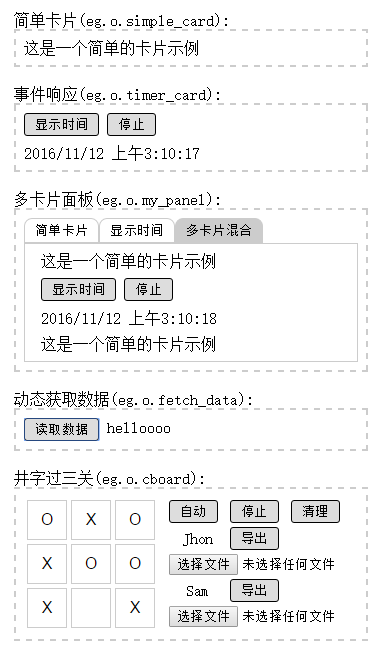 简单卡片(eg.o.simple_card):
这是一个简单的卡片示例
事件响应(eg.o.timer_card):
显示时间 停止
2016/11/12 上午3:10:17
多卡片面板(eg.o.my_panel):
简单卡片 显示时间 多卡片混合
这是一个简单的卡片示例
显示时间 停止
2016/11/12 上午3:10:18
这是一个简单的卡片示例
动态获取数据(eg.o.fetch_data):
读取数据 helloooo
井字过三关(eg.o.cboard):
O X O 自动 停止 清理
Jhon 导出
X O O 选择文件 未选择任何文件
Sam 导出
X X 选择文件 未选择任何文件